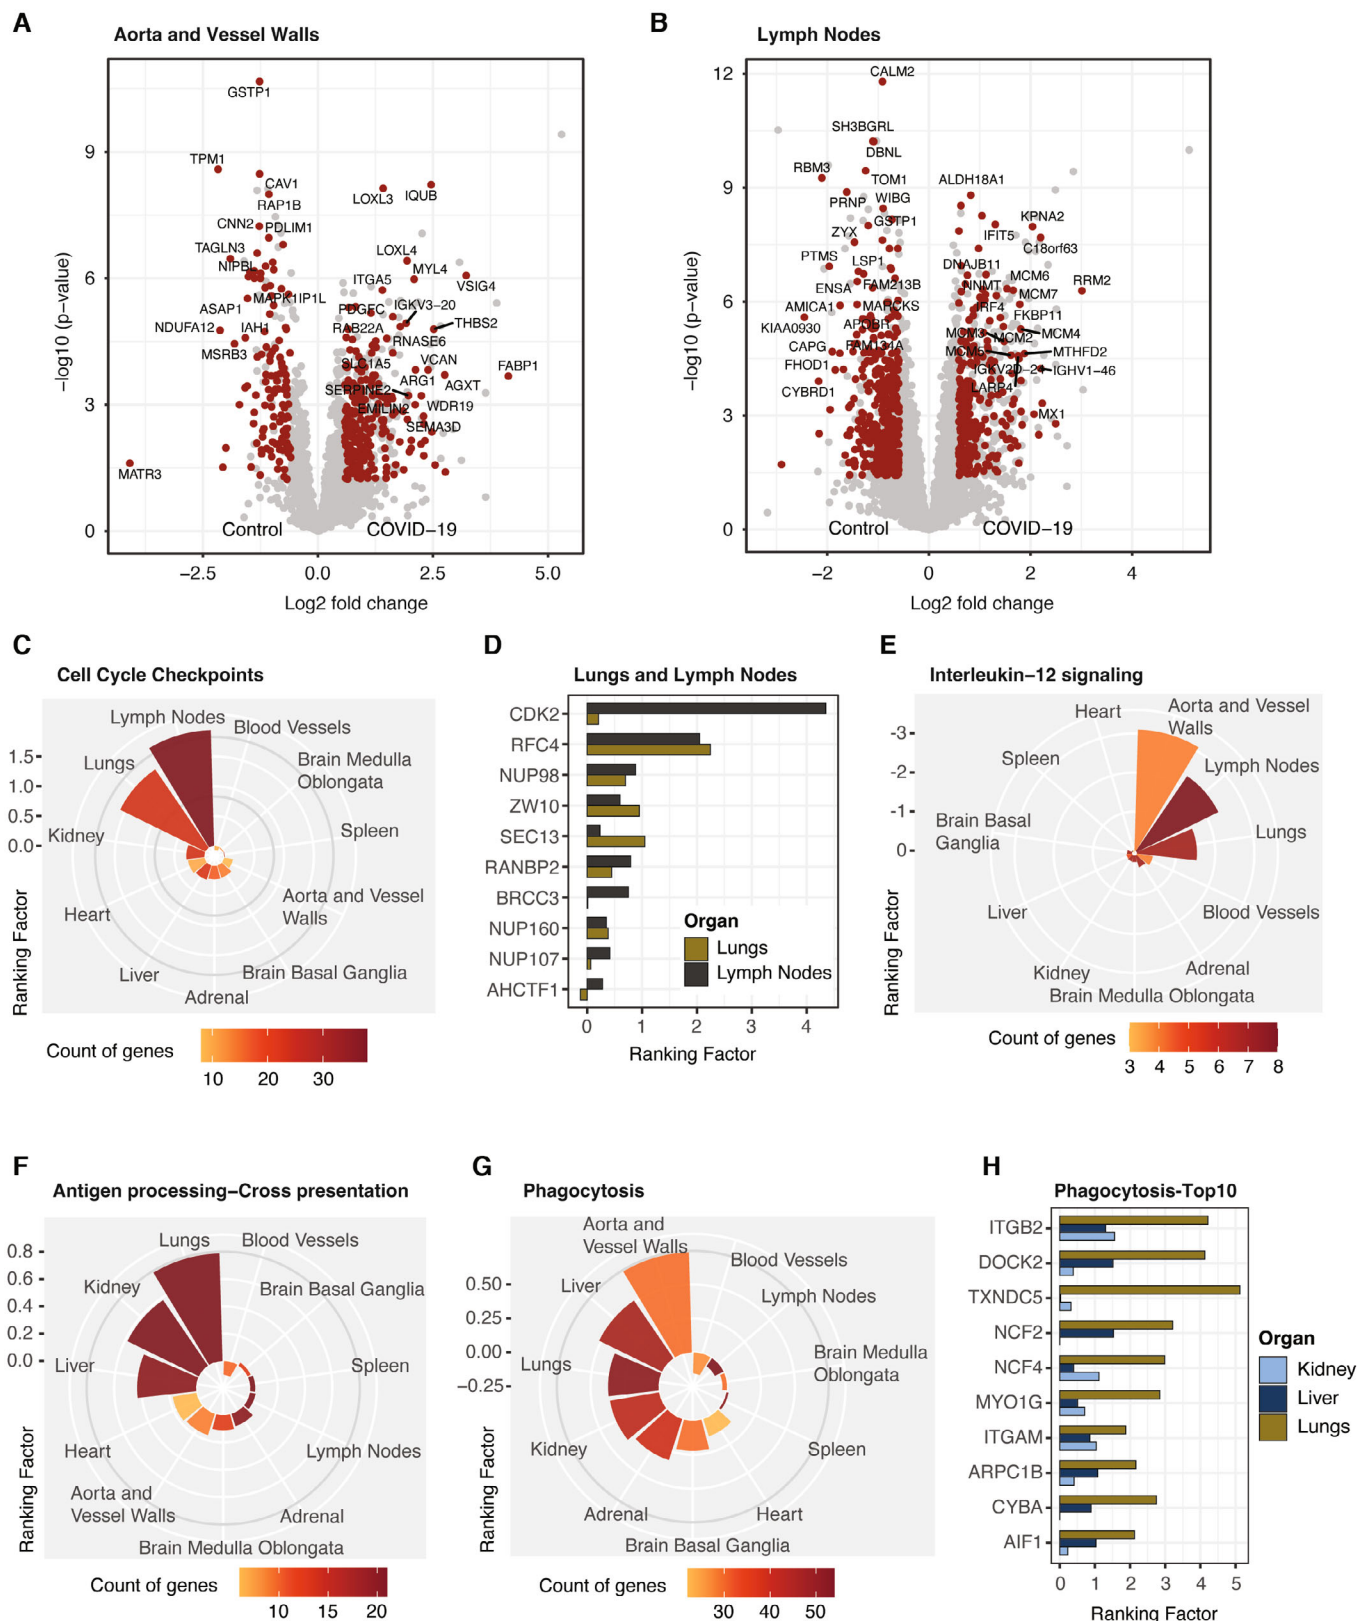 A
Aorta and Vessel Walls
GSTP1
TPM1
CAV1
RAP1B
CNN2
PDLIM1
TAGLN3
NIPBL
MAPK1IP1L
ASAP1
NDUFA12
IAH1
MSRB3
MATR3
LOXL3
IQUB
LOXL4
MYL4
ITGA5
VSIG4
IGKV3−20
PDGFC
THBS2
RAB22A
RNASE6
VCAN
SLC1A5
FABP1
ARG1
AGXT
SERPINE2
EMILIN2
WDR19
SEMA3D
Control
COVID−19
9
6
3
0
−log10 (p−value)
−2.5
0.0
2.5
5.0
Log2 fold change
B
Lymph Nodes
CALM2
SH3BGRL
DBNL
RBM3
TOM1
ALDH18A1
PRNP
WIBG
GSTP1
KPNA2
ZYX
IFIT5
C18orf63
PTMS
LSP1
DNAJB11
MCM6
RRM2
ENSA
FAM213B
NNMT
MCM7
AMICA1
MARCKS
IRF4
FKBP11
KIAA0930
APOBR
MCM3
MCM2
MCM4
CAPG
FAM134A
MCM5
MTHFD2
FHOD1
IGKV2D−24
IGHV1−46
CYBRD1
LARP4
MX1
Control
COVID−19
12
9
6
3
0
−log10 (p−value)
−2
0
2
4
Log2 fold change
C
Cell Cycle Checkpoints
Lymph Nodes
Blood Vessels
Brain Medulla
Oblongata
Spleen
Aorta and Vessel
Walls
Brain Basal Ganglia
Adrenal
Liver
Heart
Kidney
Lungs
1.5
1.0
0.5
0.0
Ranking Factor
Count of genes
10
20
30
D
Lungs and Lymph Nodes
CDK2
RFC4
NUP98
ZW10
SEC13
RANBP2
BRCC3
NUP160
NUP107
AHCTF1
Organ
Lungs
Lymph Nodes
0
1
2
3
4
Ranking Factor
E
Interleukin−12 signaling
Heart
Aorta and Vessel
Walls
Lymph Nodes
Lungs
Blood Vessels
Adrenal
Brain Medulla Oblongata
Kidney
Liver
Brain Basal
Ganglia
Spleen
-3
-2
-1
0
Ranking Factor
Count of genes
3
4
5
6
7
8
F
Antigen processing−Cross presentation
Lungs
Blood Vessels
Brain Basal Ganglia
Spleen
Lymph Nodes
Adrenal
Brain Medulla Oblongata
Aorta and
Vessel Walls
Heart
Liver
Kidney
0.8
0.6
0.4
0.2
0.0
Ranking Factor
Count of genes
10
15
20
G
Phagocytosis
Aorta and
Vessel Walls
Blood Vessels
Lymph Nodes
Brain Medulla
Oblongata
Spleen
Heart
Brain Basal Ganglia
Adrenal
Kidney
Lungs
Liver
0.50
0.25
0.00
−0.25
Ranking Factor
Count of genes
30
40
50
H
Phagocytosis-Top10
ITGB2
DOCK2
TXNDC5
NCF2
NCF4
MYO1G
ITGAM
ARPC1B
CYBA
AIF1
Organ
Kidney
Liver
Lungs
0
1
2
3
4
5
Ranking Factor